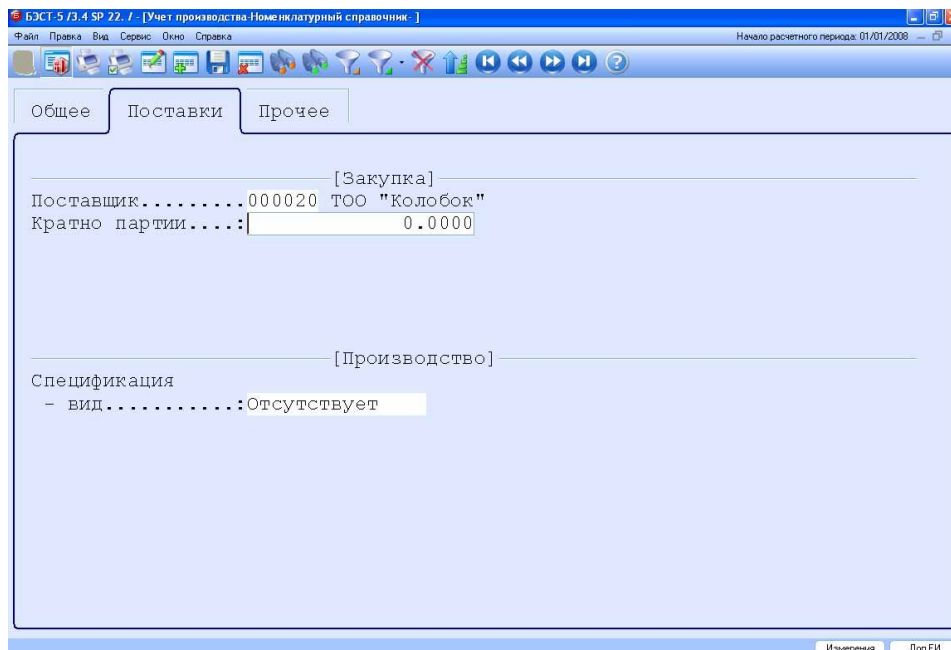 БЭСТ-5 /3.4 SP 22. / - [Учет производства-Номенклатурный справочник- ]
Файл Правка Вид Сервис Окно Справка Начало расчетного периода: 01/01/2008
Общее Поставки Прочее
[Закупка]
Поставщик.........000020 ТОО "Колобок"
Кратно партии....: 0.0000
[Производство]
Спецификация
- вид...........:Отсутствует
Измерения Доп.ЕИ